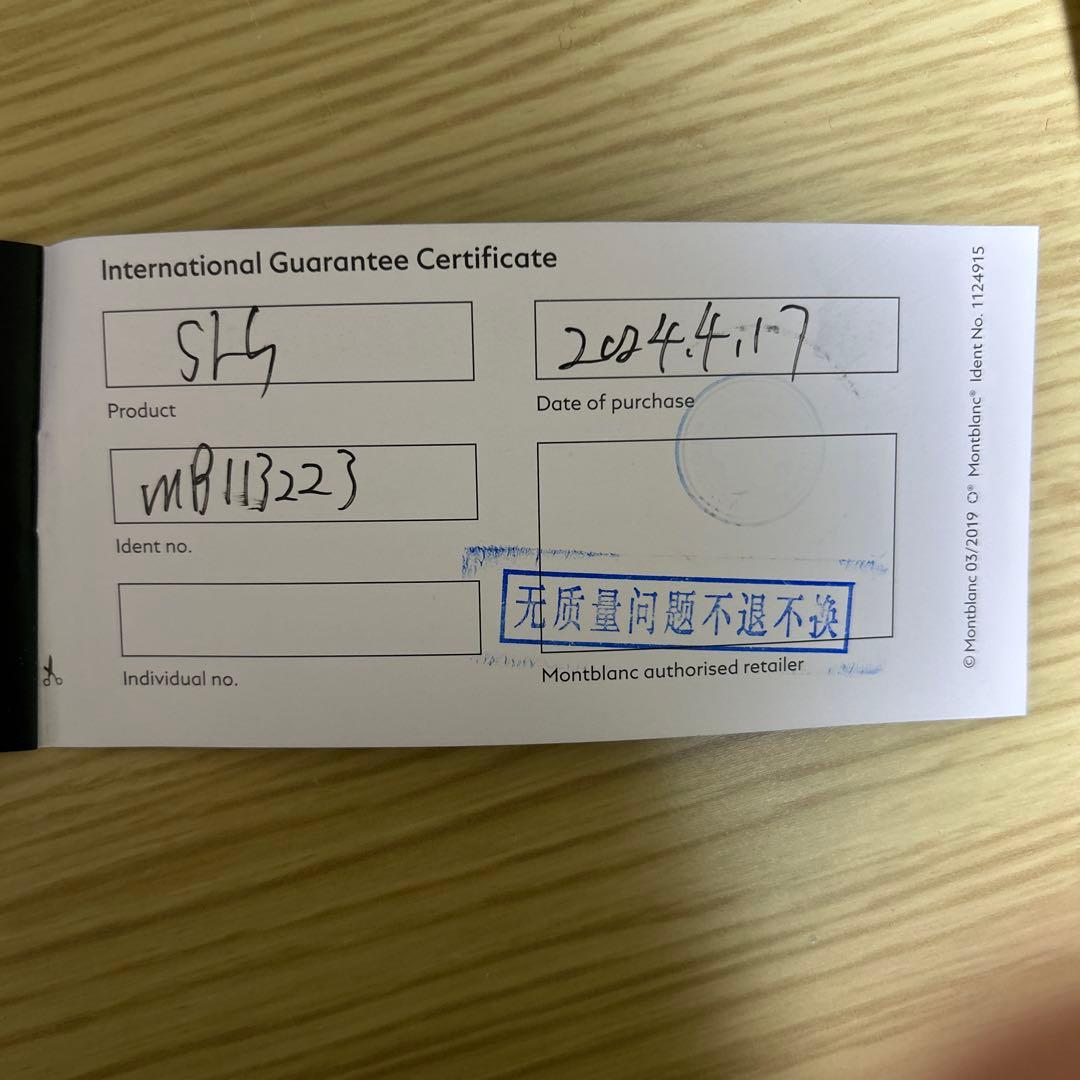 International Guarantee Certificate
SLG
Product
2024.4.17
Date of purchase
MB113223
Ident no.
Individual no.
无质量问题不退不换
Montblanc authorised retailer
© Montblanc 03/2019 Montblanc® Ident No. 1124915